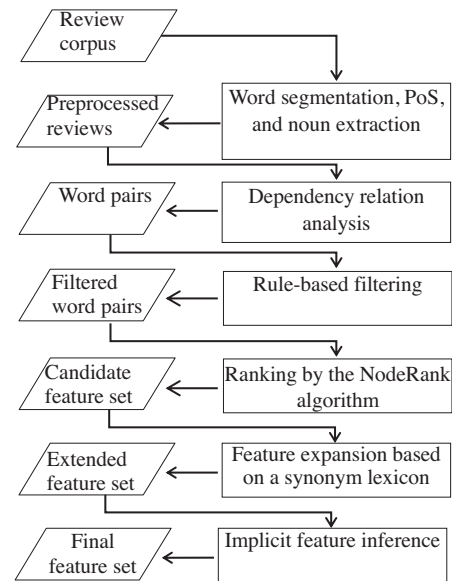 Review
corpus
Word segmentation, PoS,
and noun extraction
Preprocessed
reviews
Dependency relation
analysis
Word pairs
Rule-based filtering
Filtered
word pairs
Ranking by the NodeRank
algorithm
Candidate
feature set
Feature expansion based
on a synonym lexicon
Extended
feature set
Implicit feature inference
Final
feature set